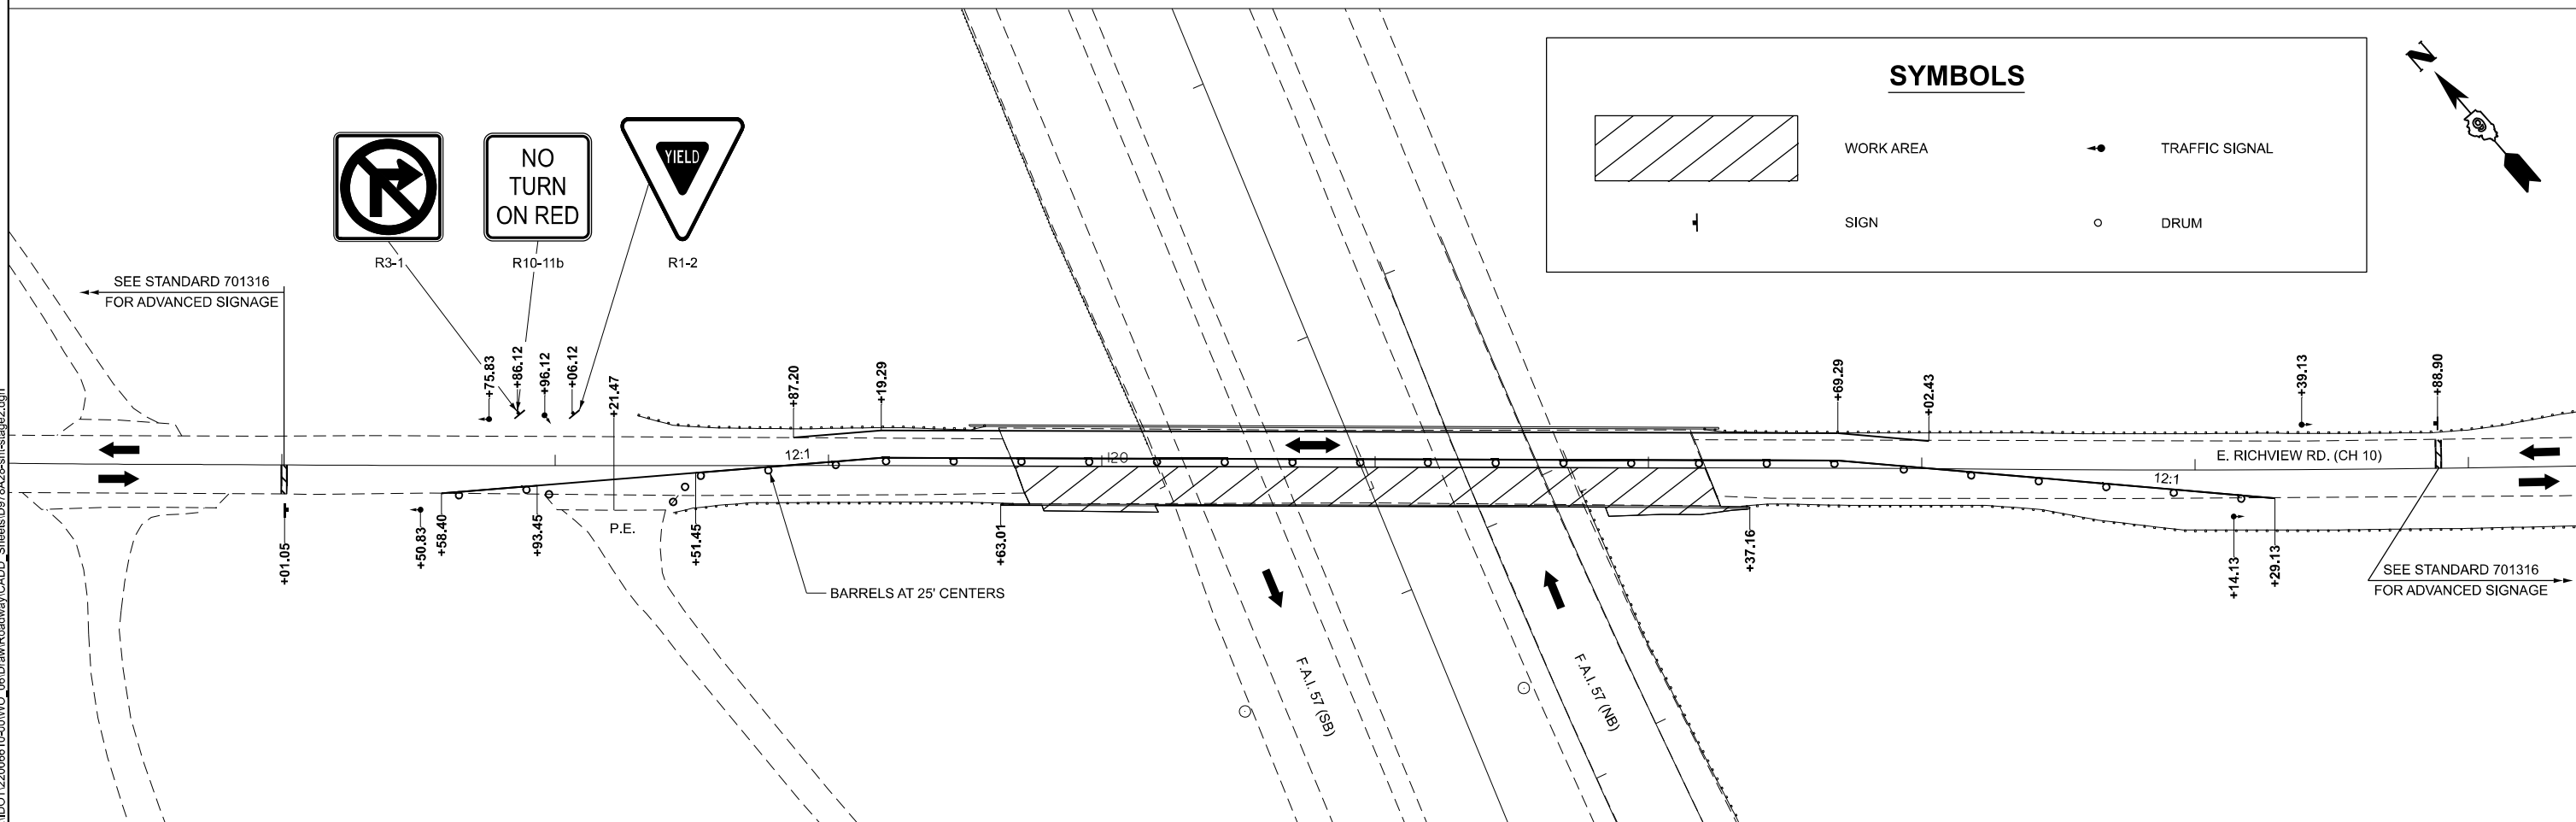 SYMBOLS
WORK AREA
TRAFFIC SIGNAL
SIGN
DRUM
N
NO
TURN
ON RED
YIELD
R3-1
R10-11b
R1-2
SEE STANDARD 701316
FOR ADVANCED SIGNAGE
+75.83
+86.12
+96.12
+06.12
+21.47
+87.20
+19.29
+69.29
+02.43
+39.13
+88.90
12:1
120
E. RICHVIEW RD. (CH 10)
12:1
P.E.
+01.05
+50.83
+58.40
+93.45
+51.45
+63.01
+37.16
+14.13
+29.13
BARRELS AT 25' CENTERS
SEE STANDARD 701316
FOR ADVANCED SIGNAGE
F.A.I. 57 (SB)
F.A.I. 57 (NB)